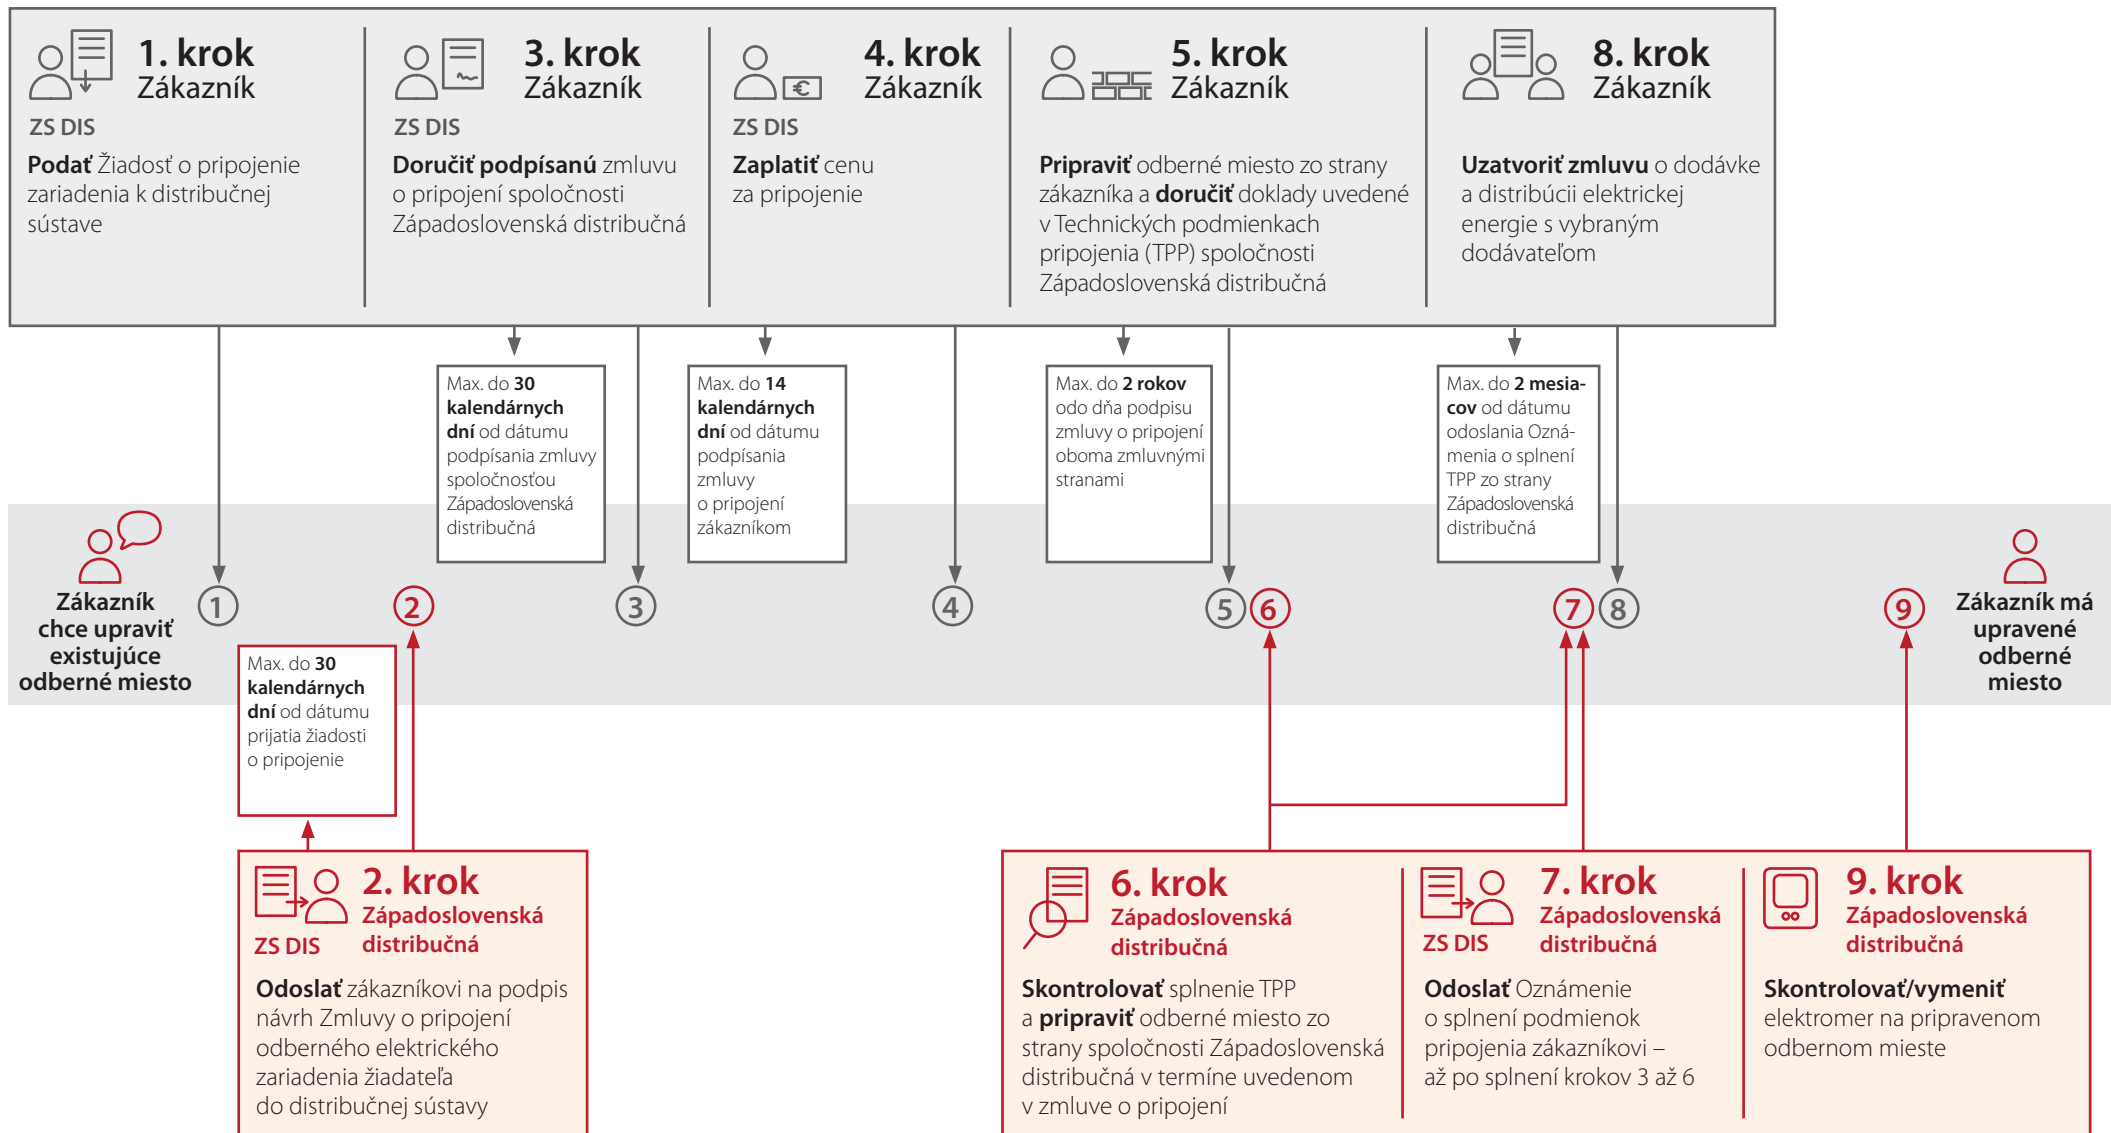 1. krok
Zákazník
ZS DIS
Podať Žiadosť o pripojenie
zariadenia k distribučnej
sústave
3. krok
Zákazník
ZS DIS
Doručiť podpísanú zmluvu
o pripojení spoločnosti
Západoslovenská distribučná
4. krok
Zákazník
€
ZS DIS
Zaplatiť cenu
za pripojenie
5. krok
Zákazník
Pripraviť odberné miesto zo strany
zákazníka a doručiť doklady uvedené
v Technických podmienkach
pripojenia (TPP) spoločnosti
Západoslovenská distribučná
8. krok
Zákazník
Uzatvoriť zmluvu o dodávke
a distribúcii elektrickej
energie s vybraným
dodávateľom
Max. do 30
kalendárnych
dní od dátumu
podpísania zmluvy
spoločnosťou
Západoslovenská
distribučná
Max. do 14
kalendárnych
dní od dátumu
podpísania
zmluvy
o pripojení
zákazníkom
Max. do 2 rokov
odo dňa podpisu
zmluvy o pripojení
oboma zmluvnými
stranami
Max. do 2 mesia-
cov od dátumu
odoslania Ozná-
menia o splnení
TPP zo strany
Západoslovenská
distribučná
Zákazník
chce upraviť
existujúce
odberné miesto
1
2
3
4
5
6
7
8
9
Zákazník má
upravené
odberné
miesto
Max. do 30
kalendárnych
dní od dátumu
prijatia žiadosti
o pripojenie
2. krok
Západoslovenská
distribučná
ZS DIS
Odoslať zákazníkovi na podpis
návrh Zmluvy o pripojení
odberného elektrického
zariadenia žiadateľa
do distribučnej sústavy
6. krok
Západoslovenská
distribučná
Skontrolovať splnenie TPP
a pripraviť odberné miesto zo
strany spoločnosti Západoslovenská
distribučná v termíne uvedenom
v zmluve o pripojení
7. krok
Západoslovenská
distribučná
ZS DIS
Odoslať Oznámenie
o splnení podmienok
pripojenia zákazníkovi –
až po splnení krokov 3 až 6
9. krok
Západoslovenská
distribučná
Skontrolovať/vymeniť
elektromer na pripravenom
odbernom mieste